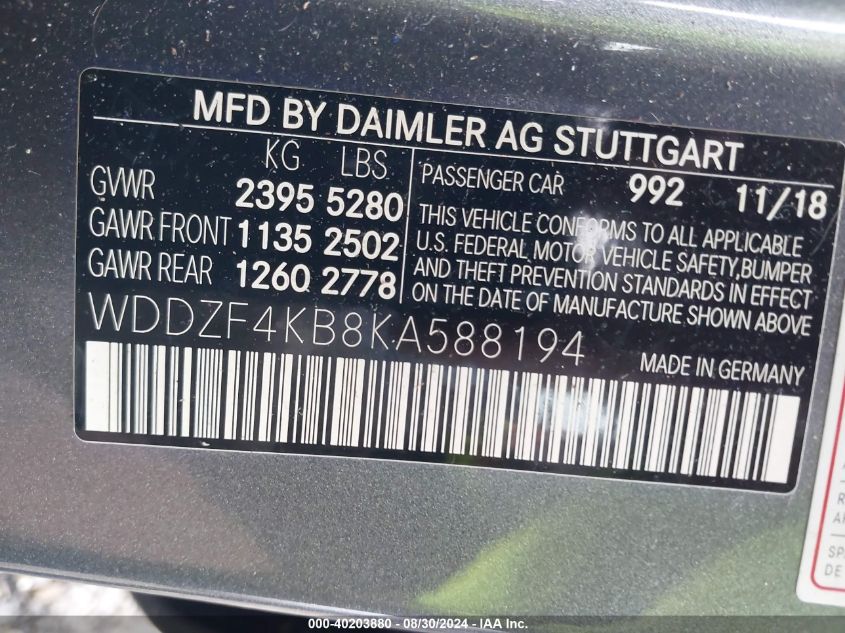 MFD BY DAIMLER AG STUTTGART
KG LBS
GVWR 2395 5280
GAWR FRONT 1135 2502
GAWR REAR 1260 2778
PASSENGER CAR 992 11/18
THIS VEHICLE CONFORMS TO ALL APPLICABLE
U.S. FEDERAL MOTOR VEHICLE SAFETY,BUMPER
AND THEFT PREVENTION STANDARDS IN EFFECT
ON THE DATE OF MANUFACTURE SHOWN ABOVE
WDDZF4KB8KA588194
MADE IN GERMANY
SP
DE
000-40203880 - 08/30/2024 - IAA Inc.